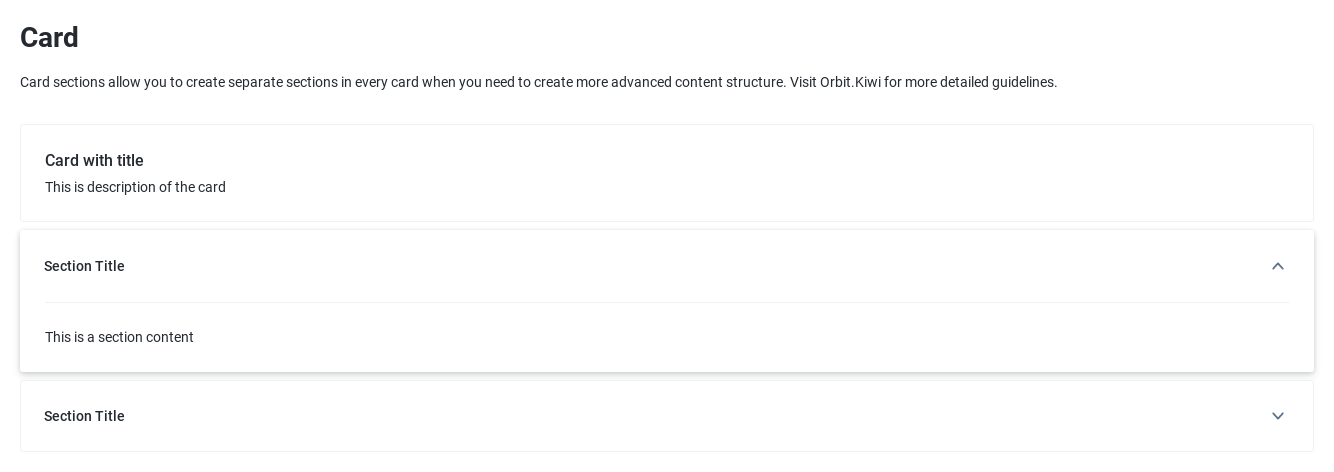 Card
Card sections allow you to create separate sections in every card when you need to create more advanced content structure. Visit Orbit.Kiwi for more detailed guidelines.
Card with title
This is description of the card
Section Title
This is a section content
Section Title